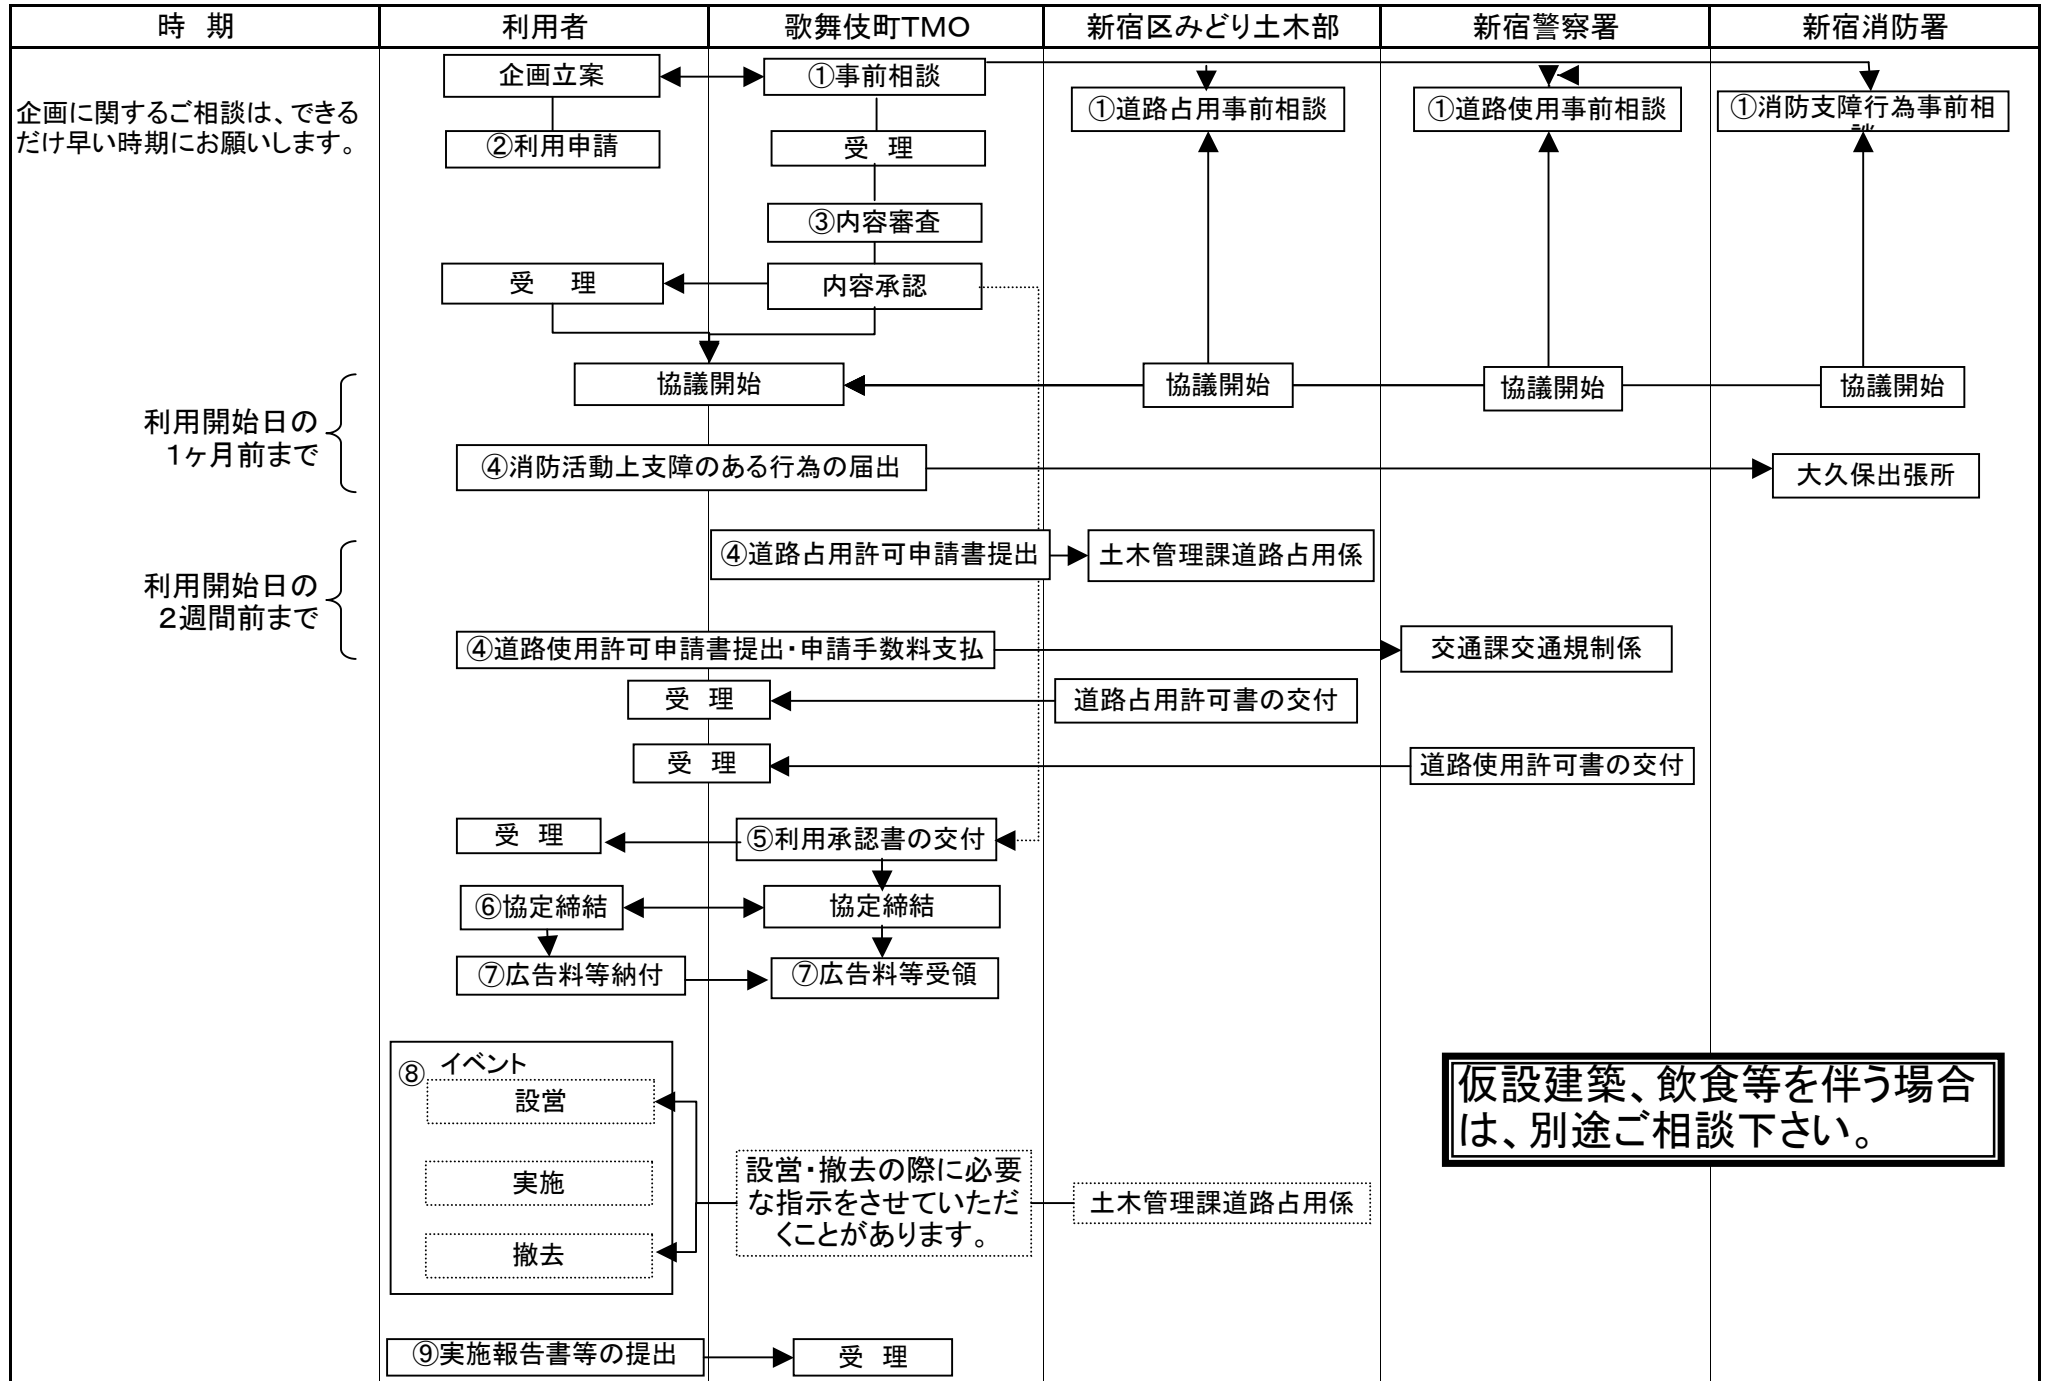 時　期
利用者
歌舞伎町TMO
新宿区みどり土木部
新宿警察署
新宿消防署
企画立案
①事前相談
企画に関するご相談は、できる
だけ早い時期にお願いします。
①道路占用事前相談
①道路使用事前相談
①消防支障行為事前相
②利用申請
受　理
③内容審査
受　　理
内容承認
協議開始
協議開始
協議開始
協議開始
利用開始日の
1ヶ月前まで
④消防活動上支障のある行為の届出
大久保出張所
④道路占用許可申請書提出
土木管理課道路占用係
利用開始日の
2週間前まで
④道路使用許可申請書提出・申請手数料支払
交通課交通規制係
受　理
道路占用許可書の交付
受　理
道路使用許可書の交付
受　理
⑤利用承認書の交付
⑥協定締結
協定締結
⑦広告料等納付
⑦広告料等受領
⑧
イベント
設営
実施
撤去
設営・撤去の際に必要
な指示をさせていただ
くことがあります。
土木管理課道路占用係
仮設建築、飲食等を伴う場合
は、別途ご相談下さい。
⑨実施報告書等の提出
受　理